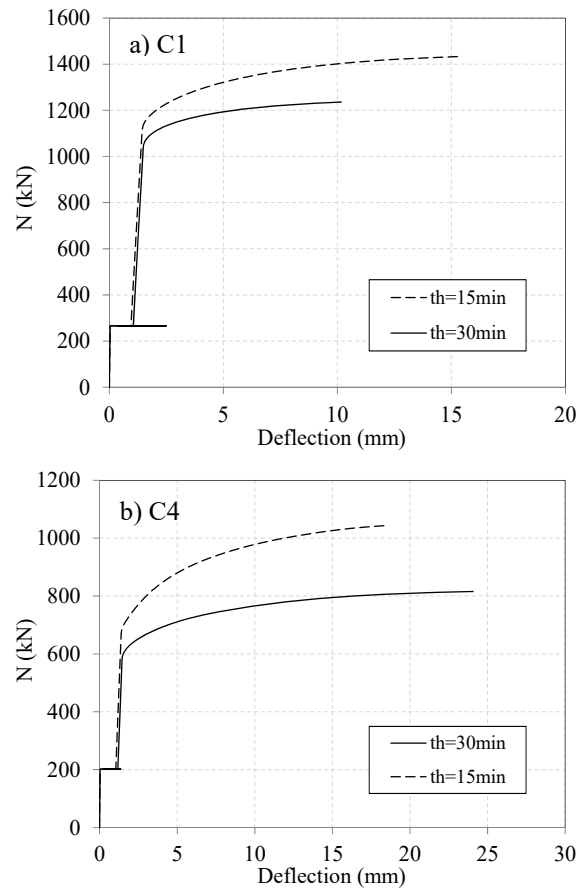 a) C1
1600
1400
1200
1000
800
600
400
200
0
N (kN)
th=15min
th=30min
0 5 10 15 20
Deflection (mm)
b) C4
1200
1000
800
600
400
200
0
N (kN)
th=30min
th=15min
0 5 10 15 20 25 30
Deflection (mm)